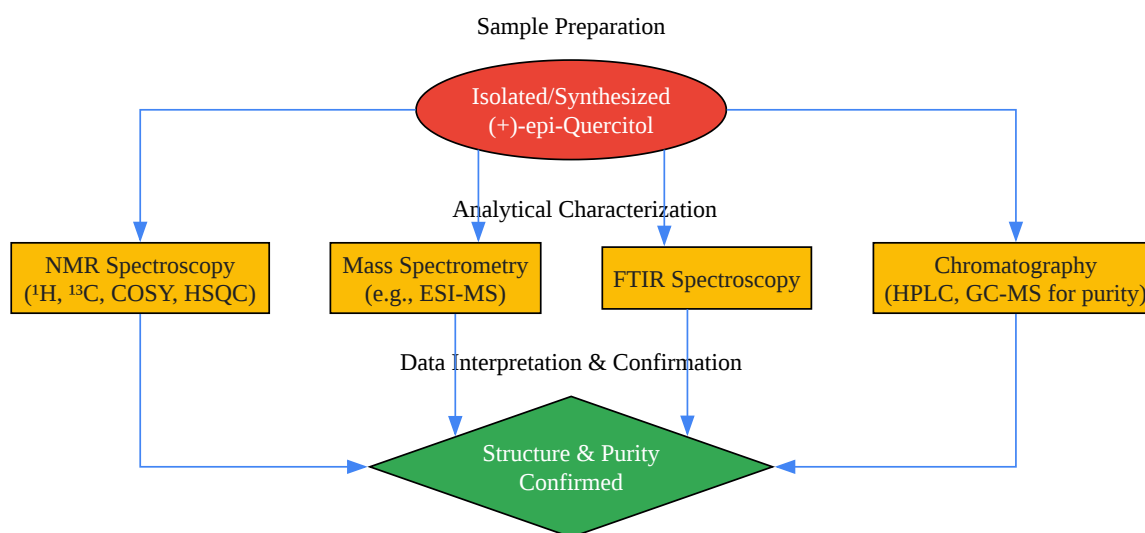 Sample Preparation
Isolated/Synthesized
(+)-epi-Quercitol
Analytical Characterization
NMR Spectroscopy
(¹H, ¹³C, COSY, HSQC)
Mass Spectrometry
(e.g., ESI-MS)
FTIR Spectroscopy
Chromatography
(HPLC, GC-MS for purity)
Data Interpretation & Confirmation
Structure & Purity
Confirmed